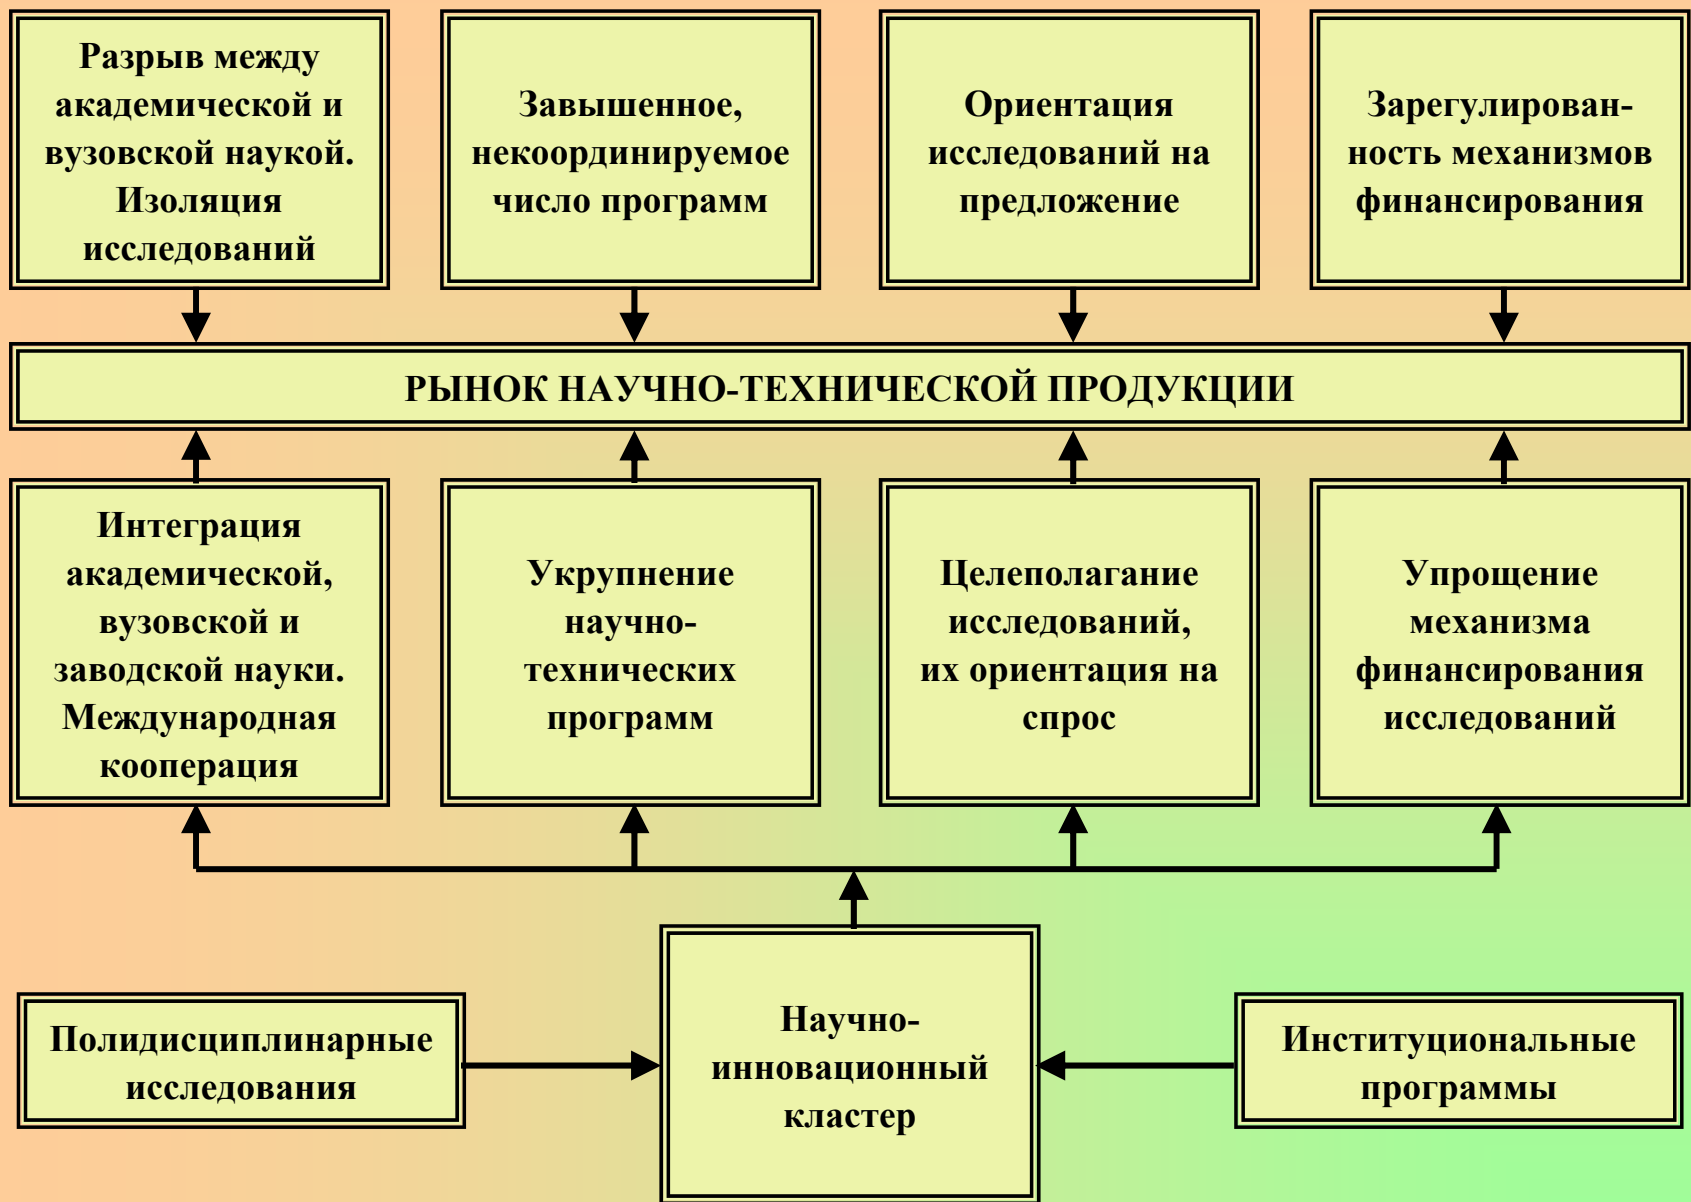 Разрыв между
академической и
вузовской наукой.
Изоляция
исследований
Завышенное,
некоординируемое
число программ
Ориентация
исследований на
предложение
Зарегулирован-
ность механизмов
финансирования
РЫНОК НАУЧНО-ТЕХНИЧЕСКОЙ ПРОДУКЦИИ
Интеграция
академической,
вузовской и
заводской науки.
Международная
кооперация
Укрупнение
научно-
технических
программ
Целеполагание
исследований,
их ориентация на
спрос
Упрощение
механизма
финансирования
исследований
Полидисциплинарные
исследования
Научно-
инновационный
кластер
Институциональные
программы